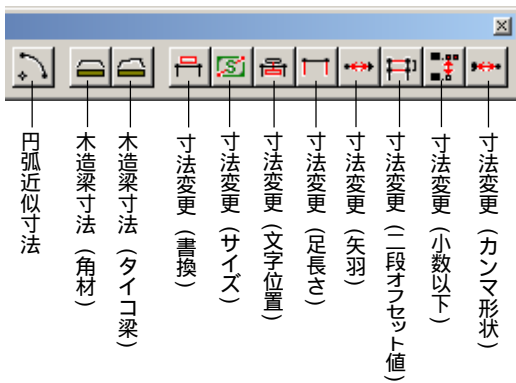 円弧近似寸法
木造梁寸法（角材）
木造梁寸法（タイコ梁）
寸法変更（書換）
寸法変更（サイズ）
寸法変更（文字位置）
寸法変更（足長さ）
寸法変更（矢羽）
寸法変更（二段オフセット値）
寸法変更（小数以下）
寸法変更（カンマ形状）